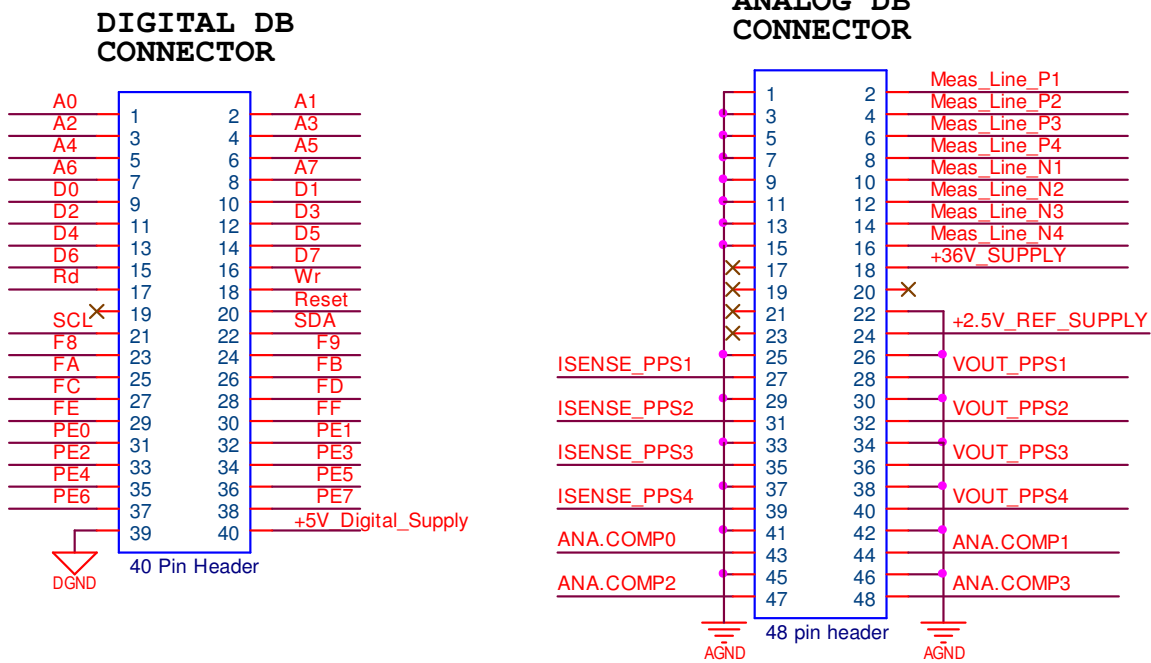 DIGITAL DB
CONNECTOR
A0 1 2 A1
A2 3 4 A3
A4 5 6 A5
A6 7 8 A7
D0 9 10 D1
D2 11 12 D3
D4 13 14 D5
D6 15 16 D7
Rd 17 18 Wr
19 20 Reset
SCL 21 22 SDA
F8 23 24 F9
FA 25 26 FB
FC 27 28 FD
FE 29 30 FF
PE0 31 32 PE1
PE2 33 34 PE3
PE4 35 36 PE5
PE6 37 38 PE7
39 40 +5V_Digital_Supply
DGND
40 Pin Header
ANALOG DB
CONNECTOR
1 2 Meas_Line_P1
3 4 Meas_Line_P2
5 6 Meas_Line_P3
7 8 Meas_Line_P4
9 10 Meas_Line_N1
11 12 Meas_Line_N2
13 14 Meas_Line_N3
15 16 Meas_Line_N4
17 18 +36V_SUPPLY
19 20
21 22
23 24 +2.5V_REF_SUPPLY
25 26
ISENSE_PPS1 27 28 VOUT_PPS1
29 30
ISENSE_PPS2 31 32 VOUT_PPS2
33 34
ISENSE_PPS3 35 36 VOUT_PPS3
37 38
ISENSE_PPS4 39 40 VOUT_PPS4
41 42
ANA.COMP0 43 44 ANA.COMP1
45 46
ANA.COMP2 47 48 ANA.COMP3
48 pin header
AGND
AGND